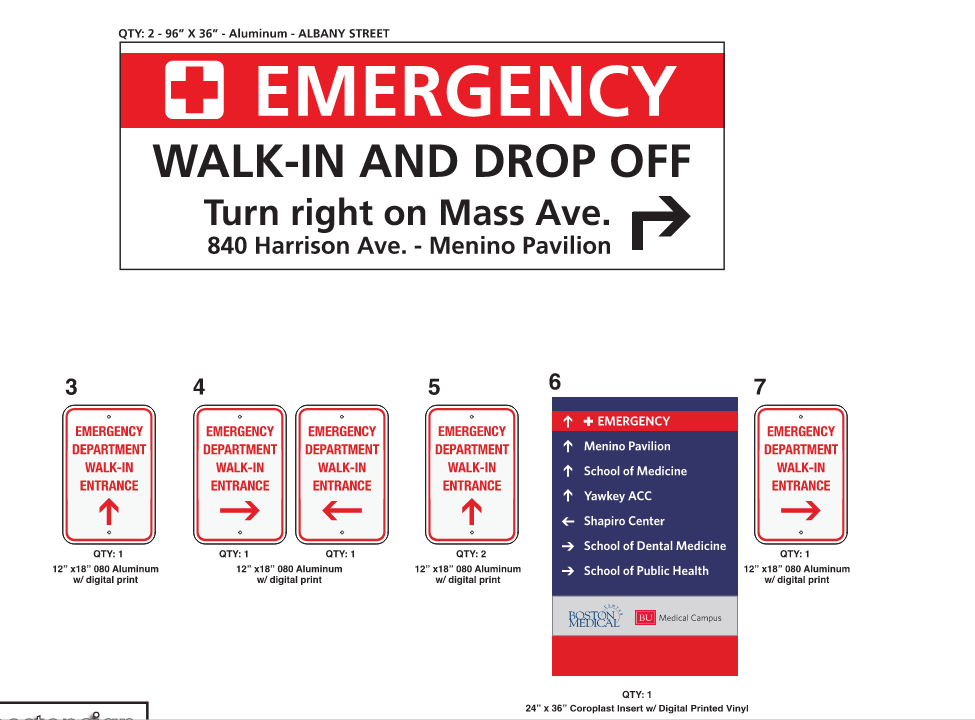 QTY: 2 - 96” X 36” - Aluminum - ALBANY STREET
EMERGENCY
WALK-IN AND DROP OFF
Turn right on Mass Ave.
840 Harrison Ave. - Menino Pavilion
3
EMERGENCY
DEPARTMENT
WALK-IN
ENTRANCE
QTY: 1
12” x18” 080 Aluminum
w/ digital print
4
EMERGENCY
DEPARTMENT
WALK-IN
ENTRANCE
QTY: 1
EMERGENCY
DEPARTMENT
WALK-IN
ENTRANCE
QTY: 1
12” x18” 080 Aluminum
w/ digital print
5
EMERGENCY
DEPARTMENT
WALK-IN
ENTRANCE
QTY: 2
12” x18” 080 Aluminum
w/ digital print
6
EMERGENCY
Menino Pavilion
School of Medicine
Yawkey ACC
Shapiro Center
School of Dental Medicine
School of Public Health
BOSTON
MEDICAL
CENTER
BU Medical Campus
QTY: 1
24” x 36” Coroplast Insert w/ Digital Printed Vinyl
7
EMERGENCY
DEPARTMENT
WALK-IN
ENTRANCE
QTY: 1
12” x18” 080 Aluminum
w/ digital print